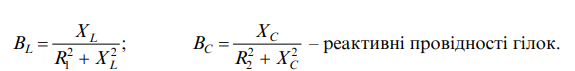 B_L = X_L / (R_1^2 + X_L^2); B_C = X_C / (R_2^2 + X_C^2) – реактивні провідності гілок.